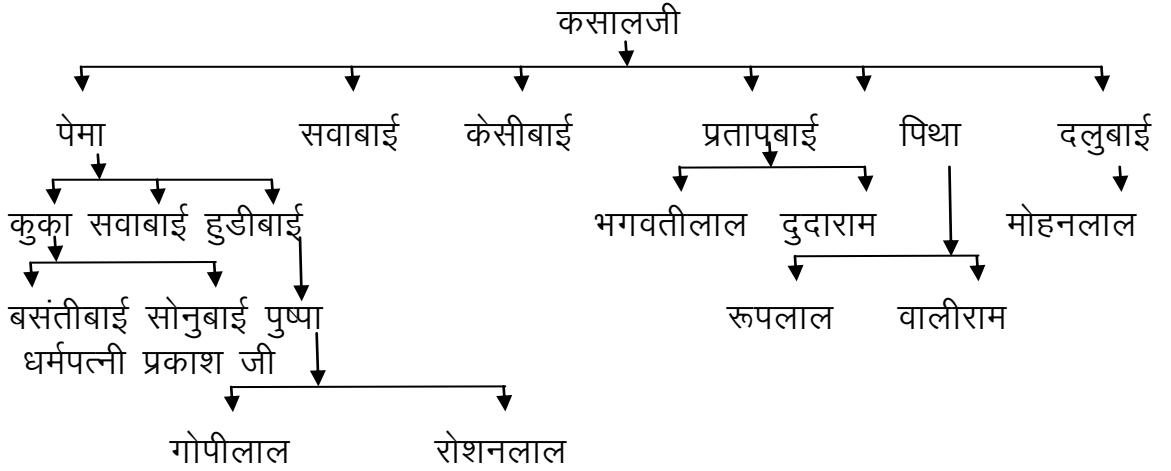 कसालजी
पेमा सवाबाई केसीबाई प्रतापबाई पिथा दलुबाई
कुका सवाबाई हुडीबाई भगवतीलाल दुदाराम मोहनलाल
बसंतीबाई सोनुबाई पुष्पा रूपलाल वालीराम
धर्मपत्नी प्रकाश जी
गोपीलाल रोशनलाल